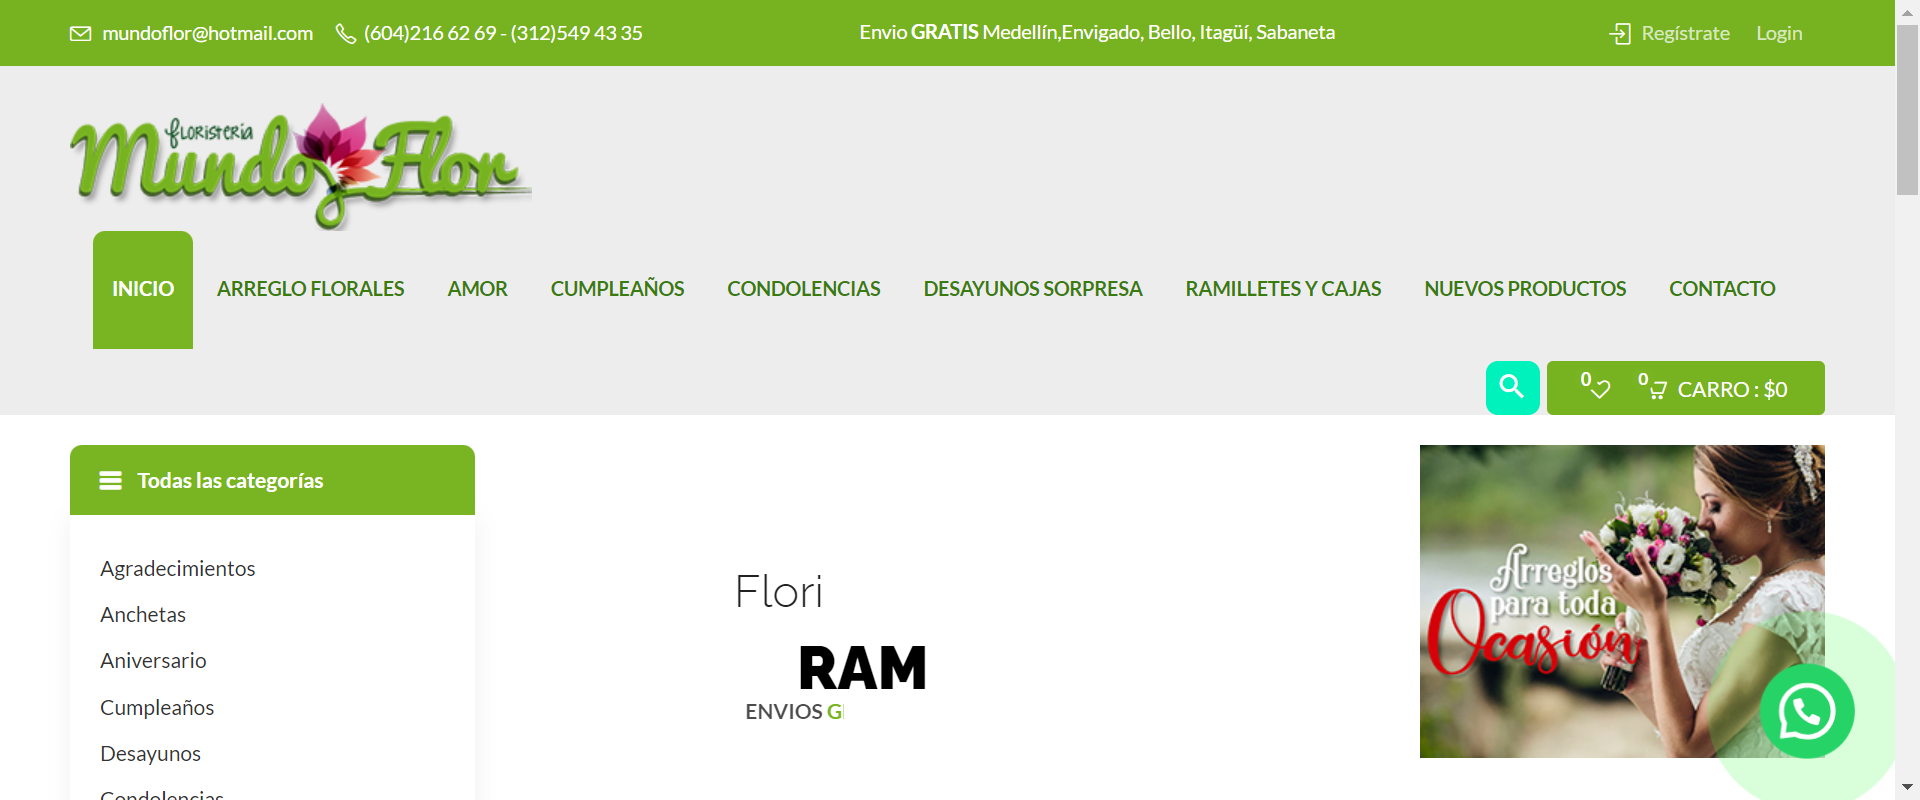 mundoflor@hotmail.com (604)216 62 69 - (312)549 43 35 Envio GRATIS Medellín,Envigado, Bello, Itagüí, Sabaneta Regístrate Login
floristeria
Mundo Flor
INICIO ARREGLO FLORALES AMOR CUMPLEAÑOS CONDOLENCIAS DESAYUNOS SORPRESA RAMILLETES Y CAJAS NUEVOS PRODUCTOS CONTACTO
0 0 CARRO : $0
Todas las categorías
Agradecimientos
Anchetas
Aniversario
Cumpleaños
Desayunos
Condolencias
Flori
RAM
ENVIOS G
Arreglos
para toda
Ocasión